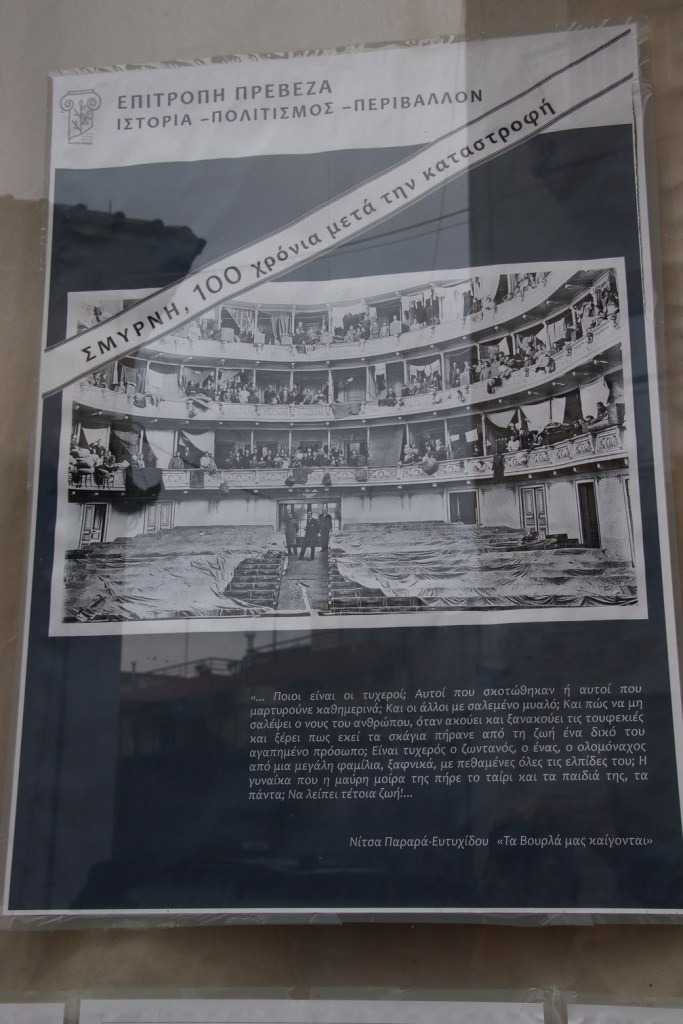 ΕΠΙΤΡΟΠΗ ΠΡΕΒΕΖΑ
ΙΣΤΟΡΙΑ –ΠΟΛΙΤΙΣΜΟΣ –ΠΕΡΙΒΑΛΛΟΝ
ΣΜΥΡΝΗ, 100 χρόνια μετά την καταστροφή
«... Ποιοι είναι οι τυχεροί; Αυτοί που σκοτώθηκαν ή αυτοί που
μαρτυρούνε καθημερινά; Και οι άλλοι με σαλεμένο μυαλό; Και πώς να μη
σαλέψει ο νους του ανθρώπου, όταν ακούει και ξανακούει τις τουφεκιές
και ξέρει πως εκεί τα σκάγια πήρανε από τη ζωή ένα δικό του
αγαπημένο πρόσωπο; Είναι τυχερός ο ζωντανός, ο ένας, ο ολομόναχος
από μια μεγάλη φαμίλια, ξαφνικά, με πεθαμένες όλες τις ελπίδες του; Η
γυναίκα που η μαύρη μοίρα της πήρε το ταίρι και τα παιδιά της, τα
πάντα; Να λείπει τέτοια ζωή!...
Νίτσα Παραρά-Ευτυχίδου «Τα Βουρλά μας καίγονται»